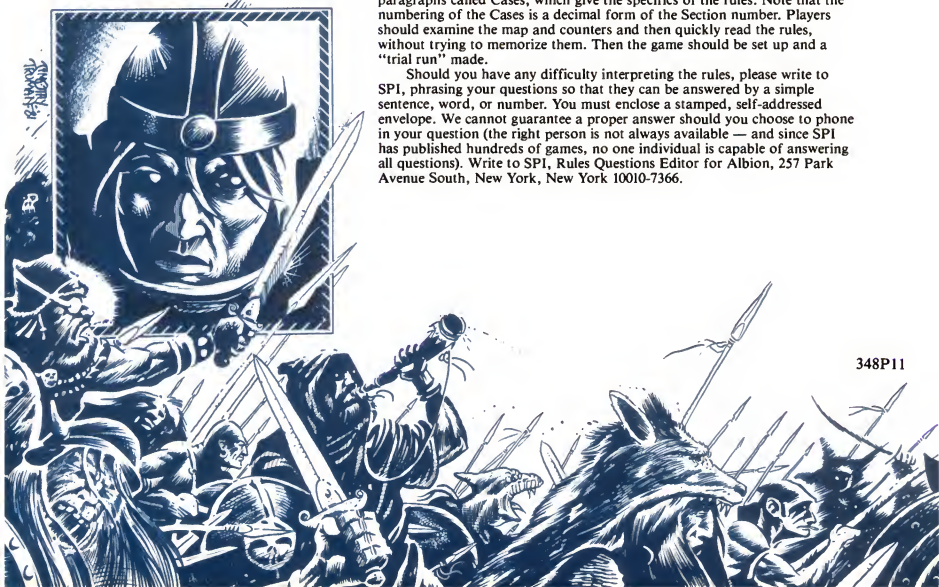 paragraphs called Cases, which give the specifics of the rules. Note that the
numbering of the Cases is a decimal form of the Section number. Players
should examine the map and counters and then quickly read the rules,
without trying to memorize them. Then the game should be set up and a
“trial run” made.
Should you have any difficulty interpreting the rules, please write to
SPI, phrasing your questions so that they can be answered by a simple
sentence, word, or number. You must enclose a stamped, self-addressed
envelope. We cannot guarantee a proper answer should you choose to phone
in your question (the right person is not always available — and since SPI
has published hundreds of games, no one individual is capable of answering
all questions). Write to SPI, Rules Questions Editor for Albion, 257 Park
Avenue South, New York, New York 10010-7366.
348P11